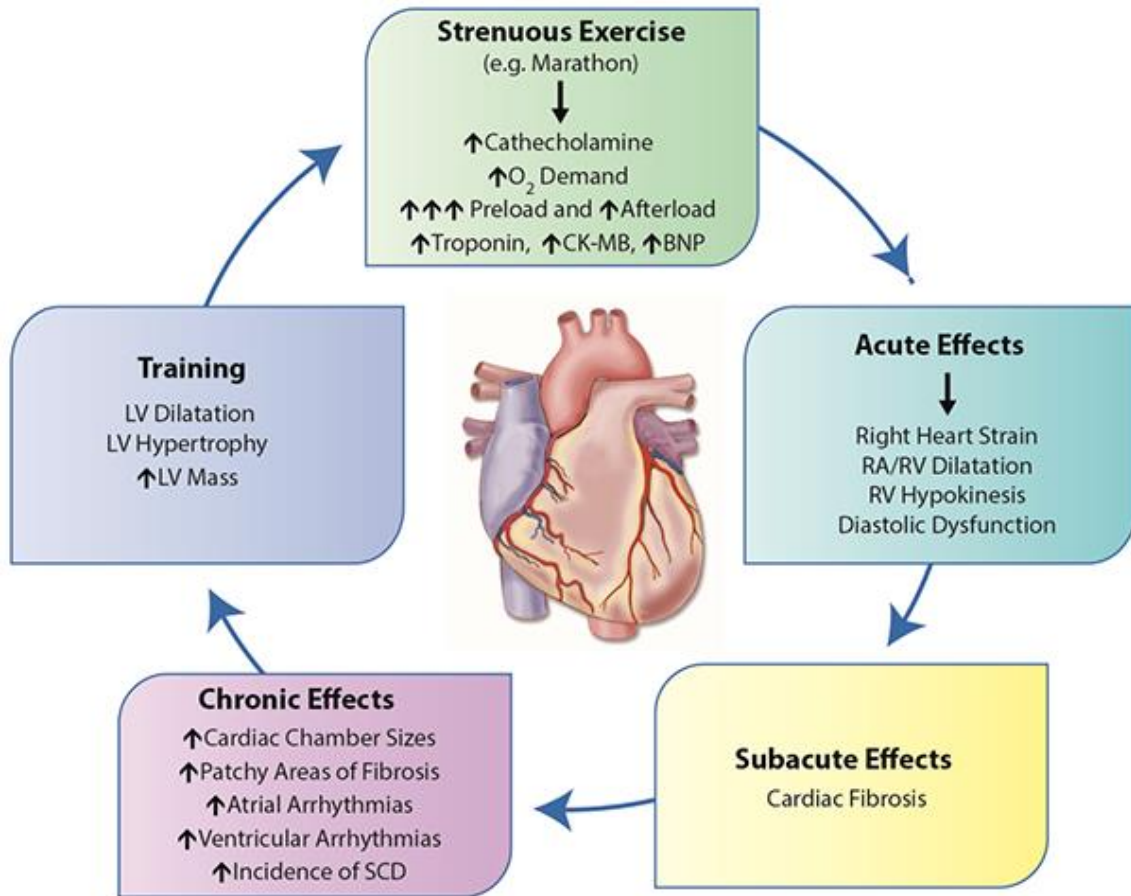 Strenuous Exercise
(e.g. Marathon)
↑Cathecholamine
↑O₂ Demand
↑↑↑ Preload and ↑Afterload
↑Troponin, ↑CK-MB, ↑BNP
Acute Effects
Right Heart Strain
RA/RV Dilatation
RV Hypokinesis
Diastolic Dysfunction
Subacute Effects
Cardiac Fibrosis
Chronic Effects
↑Cardiac Chamber Sizes
↑Patchy Areas of Fibrosis
↑Atrial Arrhythmias
↑Ventricular Arrhythmias
↑Incidence of SCD
Training
LV Dilatation
LV Hypertrophy
↑LV Mass